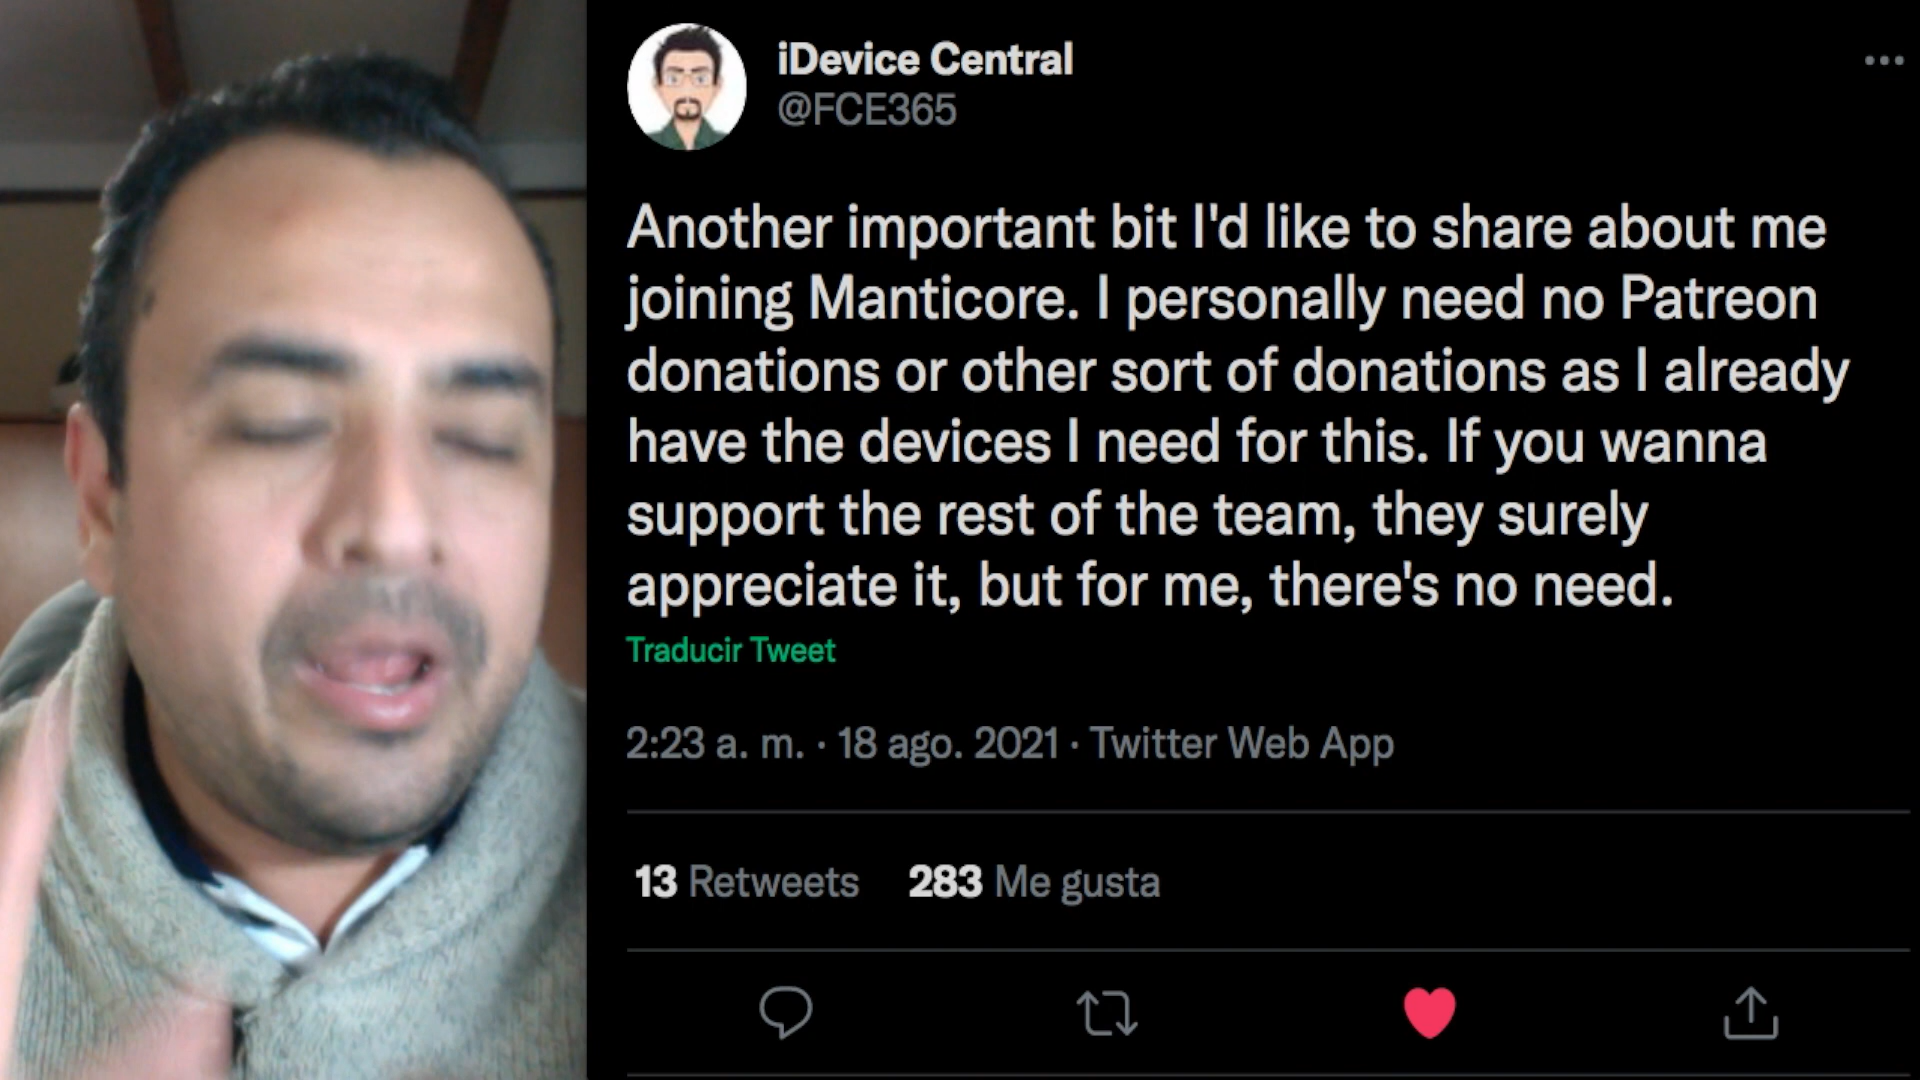 iDevice Central
@FCE365
Another important bit I'd like to share about me
joining Manticore. I personally need no Patreon
donations or other sort of donations as I already
have the devices I need for this. If you wanna
support the rest of the team, they surely
appreciate it, but for me, there's no need.
Traducir Tweet
2:23 a. m. · 18 ago. 2021 · Twitter Web App
13 Retweets 283 Me gusta